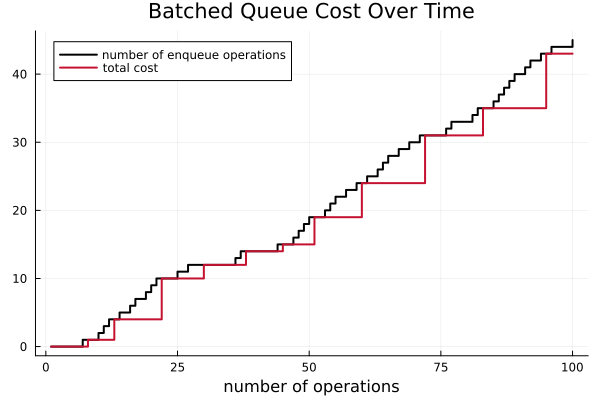 Batched Queue Cost Over Time
number of enqueue operations
total cost
40
30
20
10
0
0 25 50 75 100
number of operations